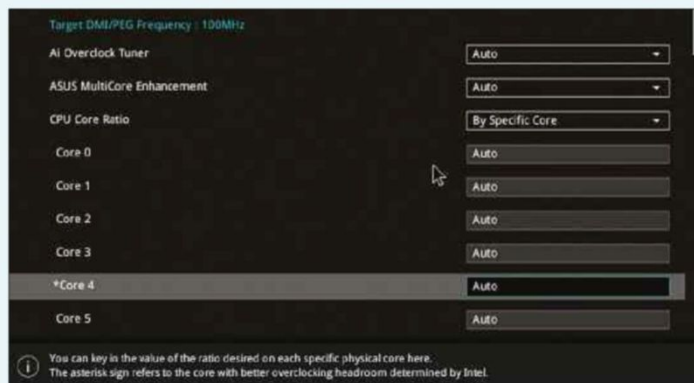 Target DMI/PEG Frequency : 100MHz
Ai Overclock Tuner Auto
ASUS MultiCore Enhancement Auto
CPU Core Ratio By Specific Core
Core 0 Auto
Core 1 Auto
Core 2 Auto
Core 3 Auto
*Core 4 Auto
Core 5 Auto
You can key in the value of the ratio desired on each specific physical core here.
The asterisk sign refers to the core with better overclocking headroom determined by Intel.